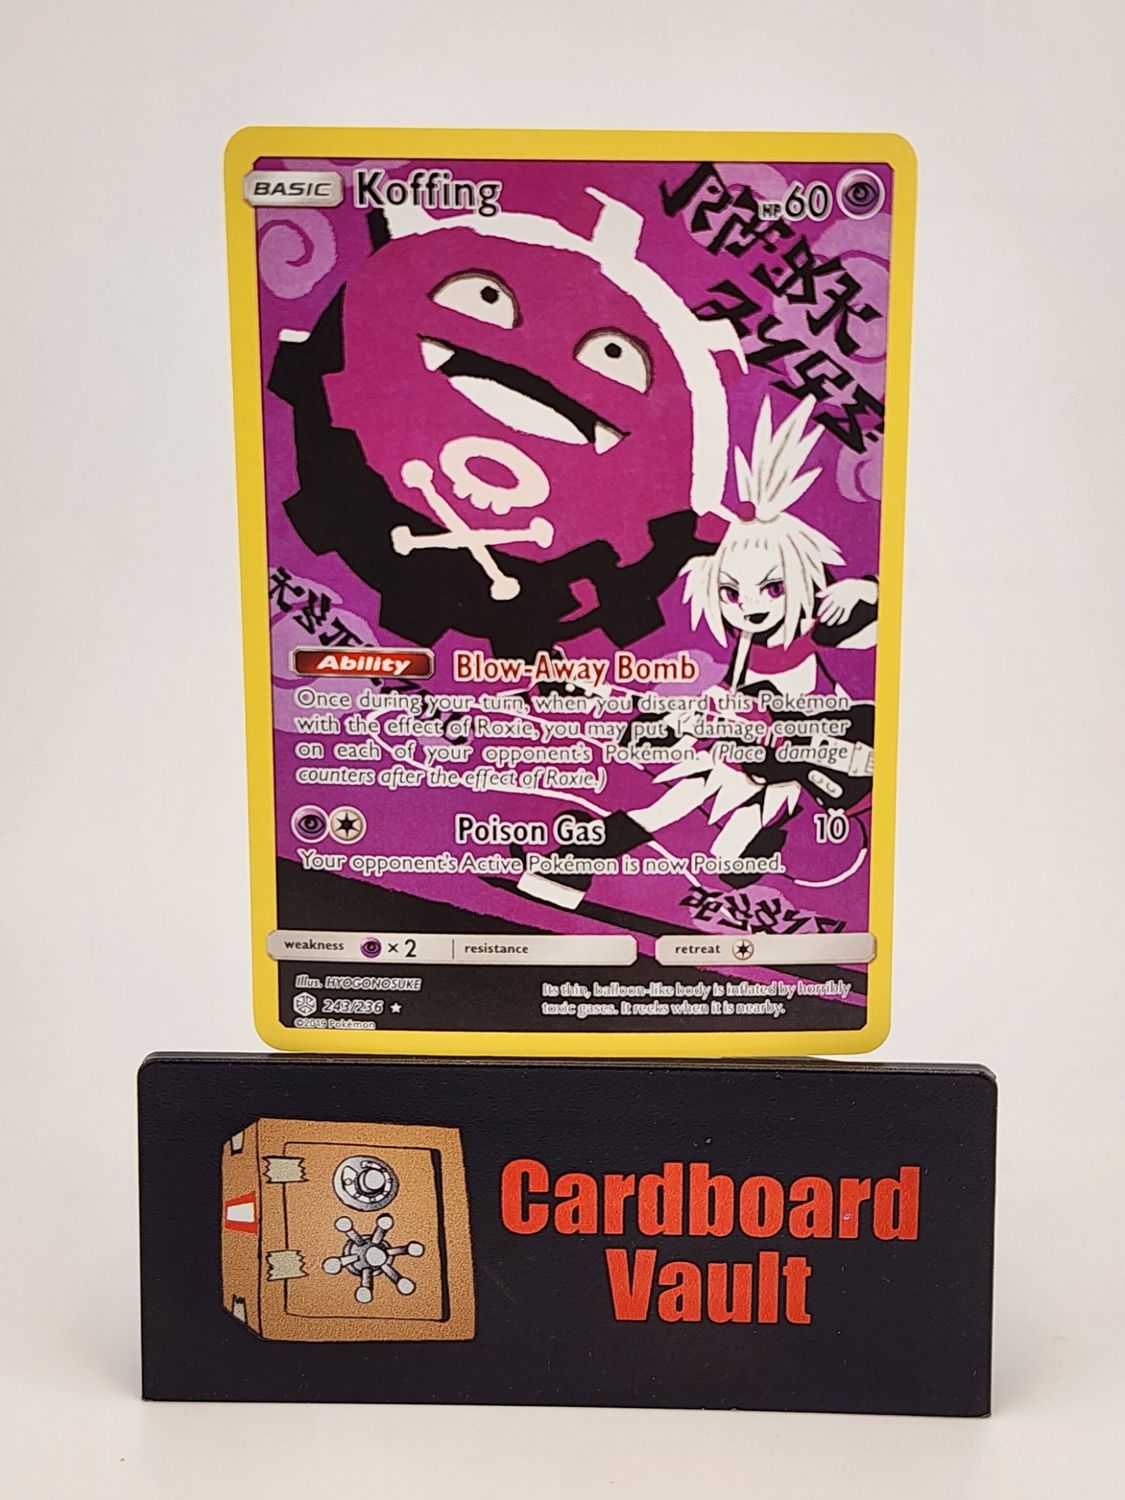 BASIC Koffing HP 60
Ability Blow-Away Bomb
Once during your turn, when you discard this Pokémon
with the effect of Roxie, you may put 1 damage counter
on each of your opponent's Pokémon. (Place damage
counters after the effect of Roxie.)
Poison Gas 10
Your opponent's Active Pokémon is now Poisoned.
weakness × 2 resistance retreat
Illus. HYOGONOSUKE
243/236
©2019 Pokémon
Its thin, balloon-like body is inflated by horribly
toxic gases. It reeks when it is nearby.
Cardboard
Vault